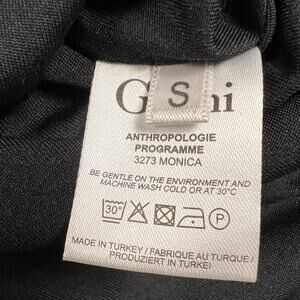 S
ANTHROPOLOGIE
PROGRAMME
3273 MONICA
BE GENTLE ON THE ENVIRONMENT AND
MACHINE WASH COLD OR AT 30°C
30° P
MADE IN TURKEY / FABRIQUE AU TURQUE /
PRODUZIERT IN TURKEI